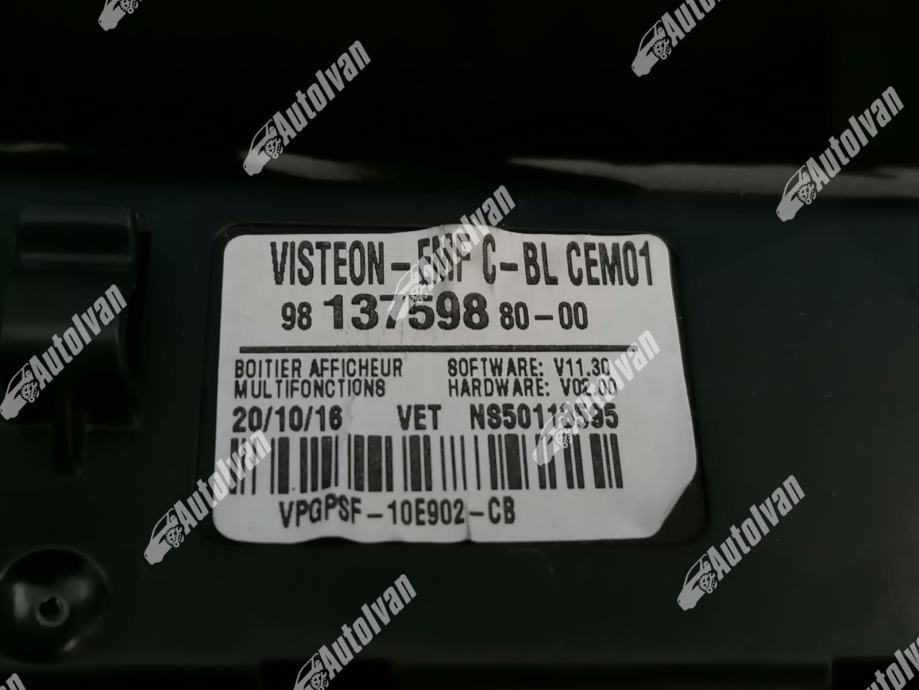 VISTEON-EMF C-BL CEM01
98 137598 80-00
BOITIER AFFICHEUR SOFTWARE: V11.30
MULTIFONCTIONS HARDWARE: V02.00
20/10/16 VET
VPGPSF-10E902-CB
AutoIvan
AutoIvan
AutoIvan
AutoIvan
AutoIvan
AutoIvan
AutoIvan
AutoIvan
AutoIvan